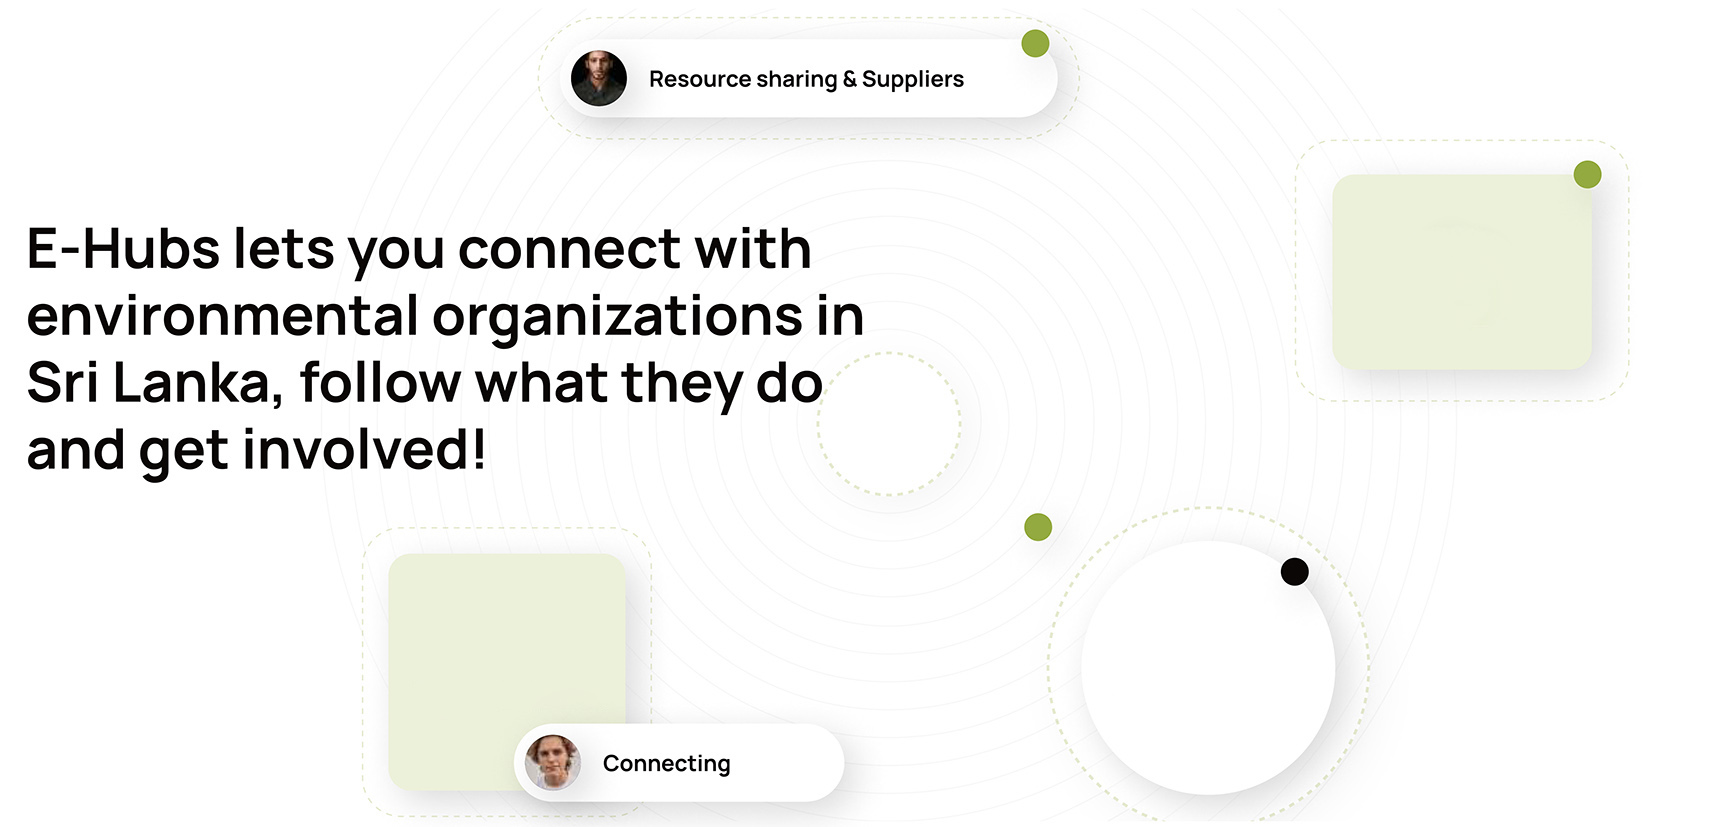 Resource sharing & Suppliers
E-Hubs lets you connect with
environmental organizations in
Sri Lanka, follow what they do
and get involved!
Connecting